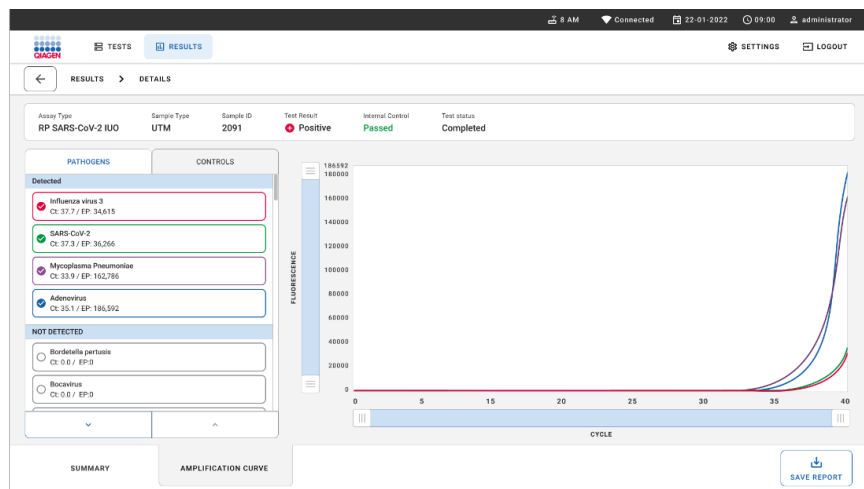 8 AM Connected 22-01-2022 09:00 administrator
QIAGEN TESTS RESULTS SETTINGS LOGOUT
RESULTS > DETAILS
Assay Type Sample Type Sample ID Test Result Internal Control Test status
RP SARS-CoV-2 IUO UTM 2091 Positive Passed Completed
PATHOGENS CONTROLS
Detected
Influenza virus 3
Ct: 37.7 / EP: 34,615
SARS-CoV-2
Ct: 37.3 / EP: 36,266
Mycoplasma Pneumoniae
Ct: 33.9 / EP: 162,786
Adenovirus
Ct: 35.1 / EP: 186,592
NOT DETECTED
Bordetella pertusis
Ct: 0.0 / EP:0
Bocavirus
Ct: 0.0 / EP:0
FLUORESCENCE
186592
180000
160000
140000
120000
100000
80000
60000
40000
20000
0
0 5 10 15 20 25 30 35 40
CYCLE
SUMMARY AMPLIFICATION CURVE SAVE REPORT